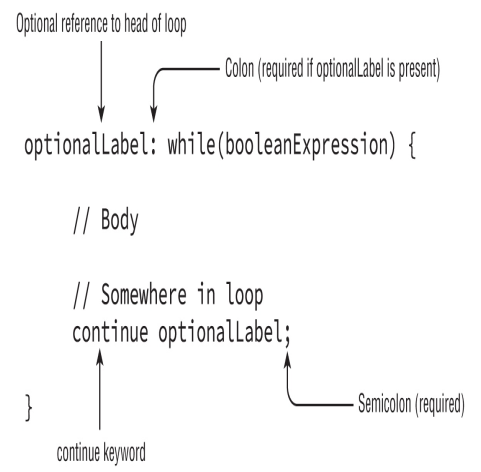 Optional reference to head of loop
Colon (required if optionalLabel is present)
optionalLabel: while(booleanExpression) {
// Body
// Somewhere in loop
continue optionalLabel;
}
Semicolon (required)
continue keyword